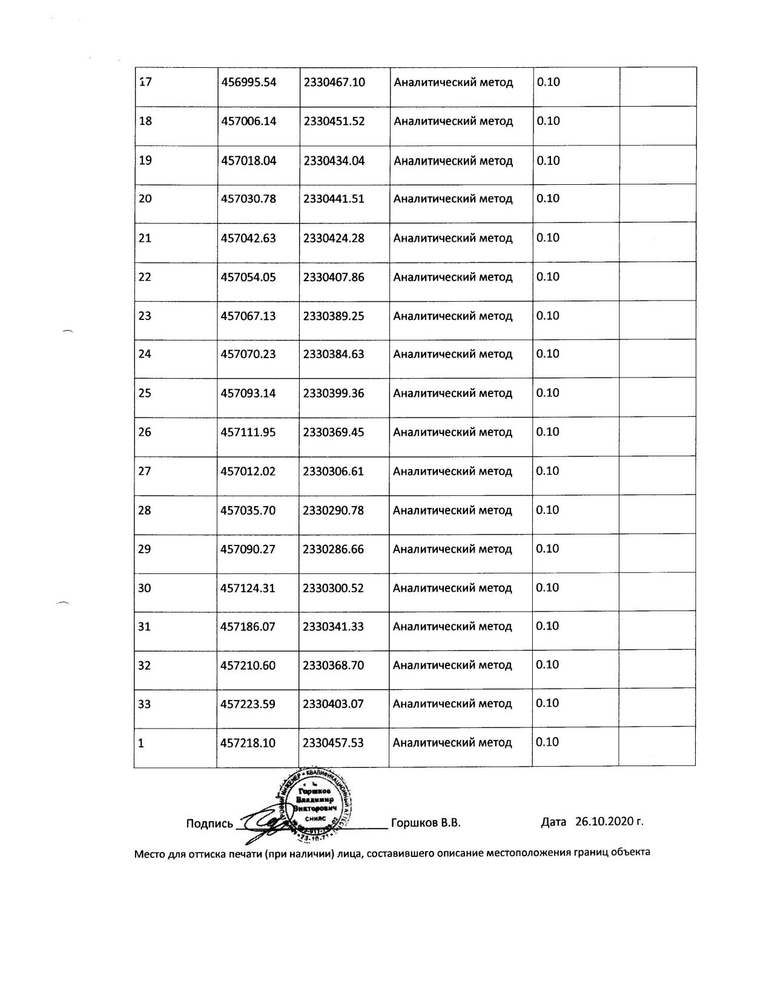 17 456995.54 2330467.10 Аналитический метод 0.10
18 457006.14 2330451.52 Аналитический метод 0.10
19 457018.04 2330434.04 Аналитический метод 0.10
20 457030.78 2330441.51 Аналитический метод 0.10
21 457042.63 2330424.28 Аналитический метод 0.10
22 457054.05 2330407.86 Аналитический метод 0.10
23 457067.13 2330389.25 Аналитический метод 0.10
24 457070.23 2330384.63 Аналитический метод 0.10
25 457093.14 2330399.36 Аналитический метод 0.10
26 457111.95 2330369.45 Аналитический метод 0.10
27 457012.02 2330306.61 Аналитический метод 0.10
28 457035.70 2330290.78 Аналитический метод 0.10
29 457090.27 2330286.66 Аналитический метод 0.10
30 457124.31 2330300.52 Аналитический метод 0.10
31 457186.07 2330341.33 Аналитический метод 0.10
32 457210.60 2330368.70 Аналитический метод 0.10
33 457223.59 2330403.07 Аналитический метод 0.10
1 457218.10 2330457.53 Аналитический метод 0.10
ИНЖЕНЕР • КВАЛИФИКАЦИОННЫЙ
Горшков
Владимир
Викторович
СНИЛС
Подпись Горшков В.В. Дата 26.10.2020 г.
Место для оттиска печати (при наличии) лица, составившего описание местоположения границ объекта